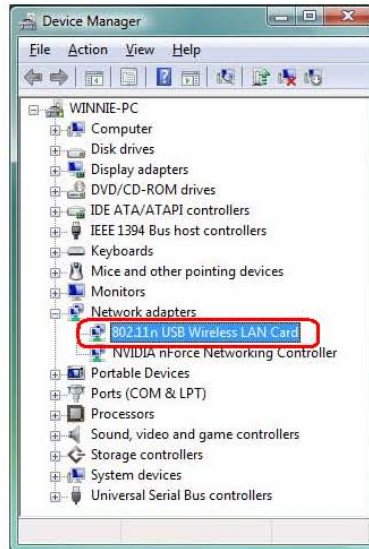 Device Manager
File Action View Help
WINNIE-PC
Computer
Disk drives
Display adapters
DVD/CD-ROM drives
IDE ATA/ATAPI controllers
IEEE 1394 Bus host controllers
Keyboards
Mice and other pointing devices
Monitors
Network adapters
802.11n USB Wireless LAN Card
NVIDIA nForce Networking Controller
Portable Devices
Ports (COM & LPT)
Processors
Sound, video and game controllers
Storage controllers
System devices
Universal Serial Bus controllers